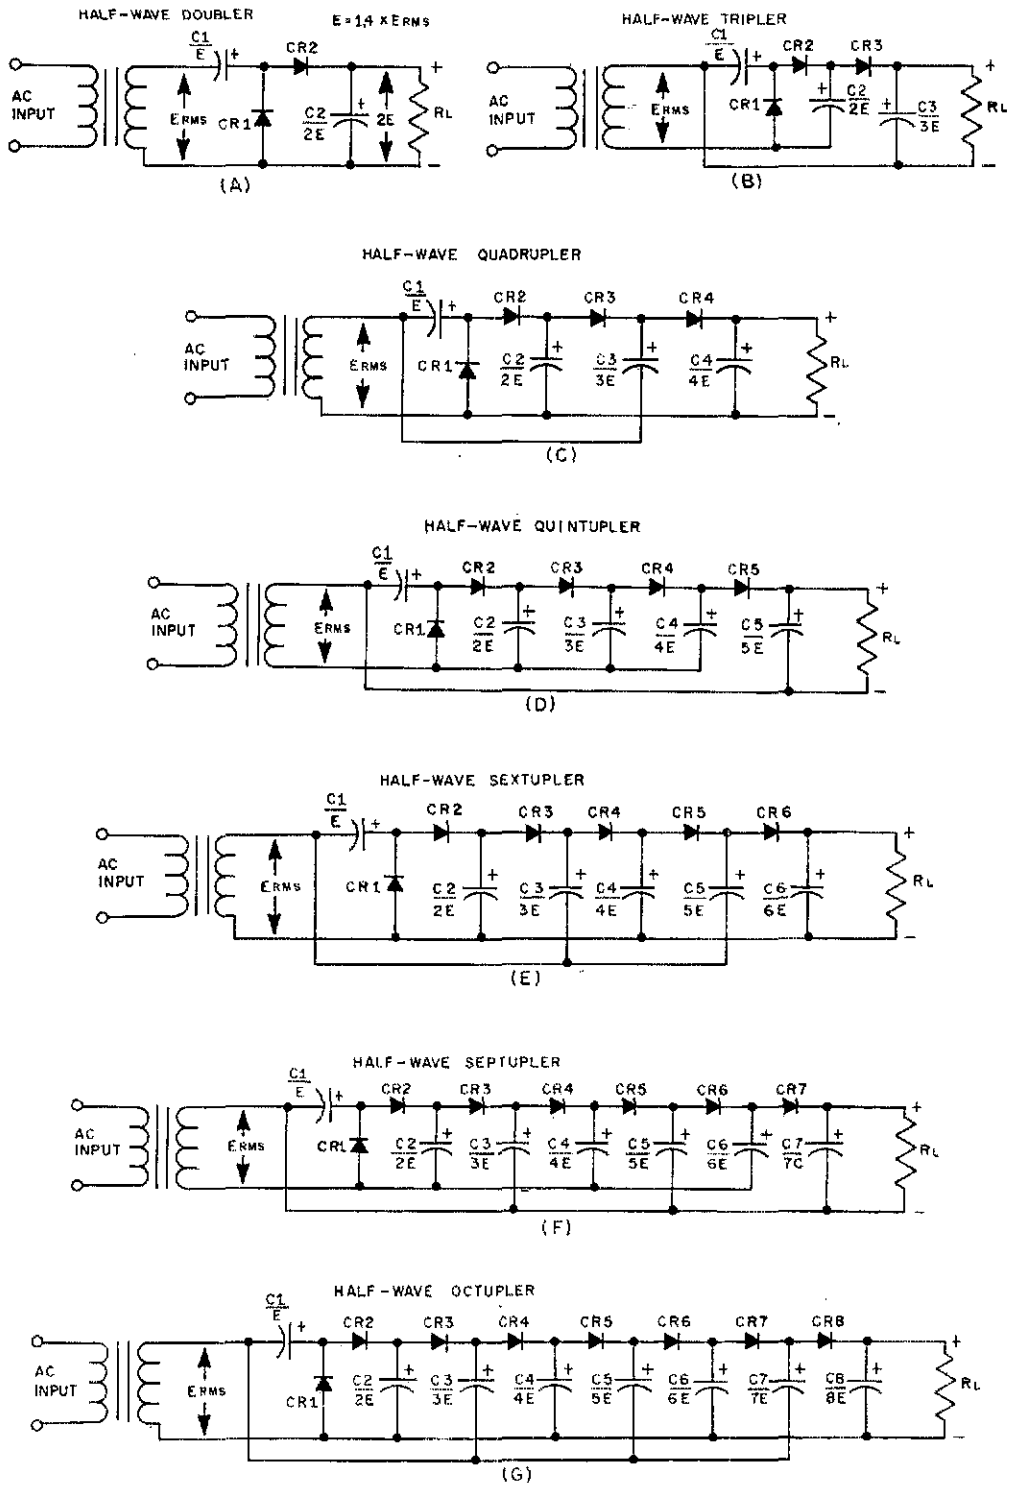 HALF-WAVE DOUBLER
E = 1,4 × ERMS
C1
E
+
CR2
+
AC
INPUT
ERMS
CR1
C2
2E
+
2E
RL
−
(A)
HALF-WAVE TRIPLER
C1
E
+
CR2
CR3
+
AC
INPUT
ERMS
CR1
+
C2
2E
+
C3
3E
RL
−
(B)
HALF-WAVE QUADRUPLER
C1
E
+
CR2
CR3
CR4
+
AC
INPUT
ERMS
CR1
C2
2E
+
C3
3E
+
C4
4E
+
RL
−
(C)
HALF-WAVE QUINTUPLER
C1
E
+
CR2
CR3
CR4
CR5
+
AC
INPUT
ERMS
CR1
C2
2E
+
C3
3E
+
C4
4E
+
C5
5E
+
RL
−
(D)
HALF-WAVE SEXTUPLER
C1
E
+
CR2
CR3
CR4
CR5
CR6
+
AC
INPUT
ERMS
CR1
C2
2E
+
C3
3E
+
C4
4E
+
C5
5E
+
C6
6E
+
RL
−
(E)
HALF-WAVE SEPTUPLER
C1
E
+
CR2
CR3
CR4
CR5
CR6
CR7
+
AC
INPUT
ERMS
CR1
C2
2E
+
C3
3E
+
C4
4E
+
C5
5E
+
C6
6E
+
C7
7C
+
RL
−
(F)
HALF-WAVE OCTUPLER
C1
E
+
CR2
CR3
CR4
CR5
CR6
CR7
CR8
+
AC
INPUT
ERMS
CR1
C2
2E
+
C3
3E
+
C4
4E
+
C5
5E
+
C6
6E
+
C7
7E
+
C8
8E
+
RL
−
(G)